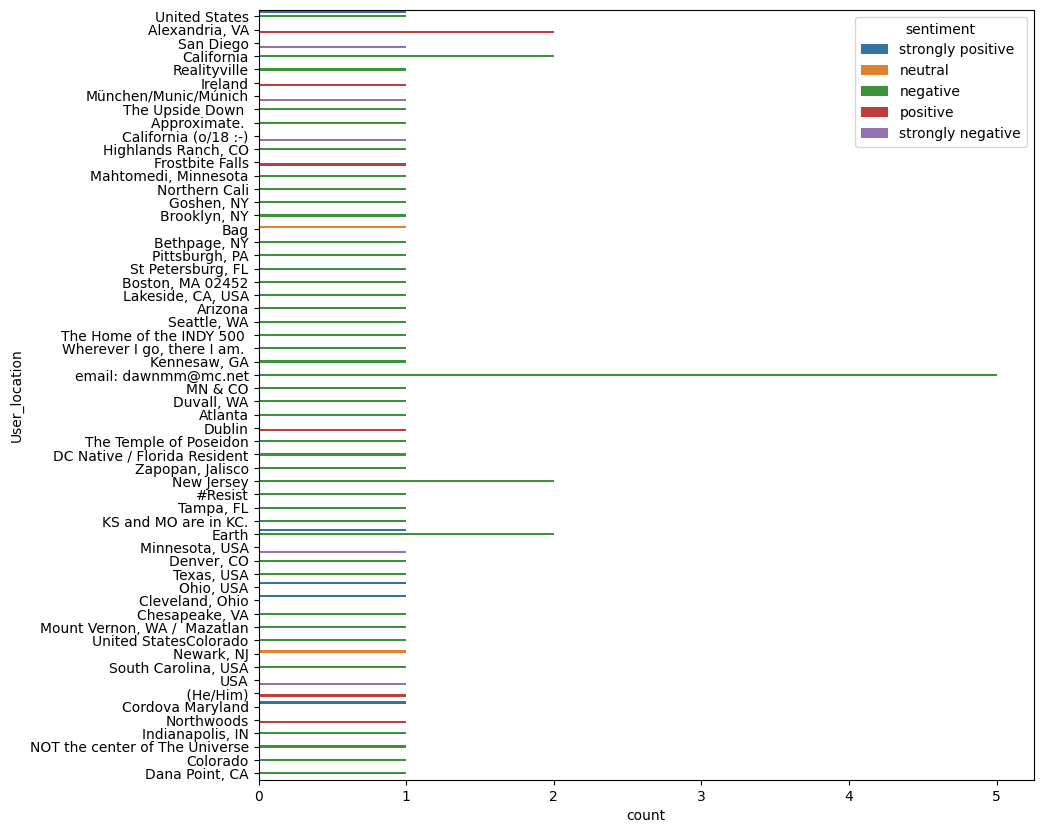 United States
Alexandria, VA
San Diego
California
Realityville
Ireland
München/Munic/Múnich
The Upside Down
Approximate.
California (o/18 :-)
Highlands Ranch, CO
Frostbite Falls
Mahtomedi, Minnesota
Northern Cali
Goshen, NY
Brooklyn, NY
Bag
Bethpage, NY
Pittsburgh, PA
St Petersburg, FL
Boston, MA 02452
Lakeside, CA, USA
Arizona
Seattle, WA
The Home of the INDY 500
Wherever I go, there I am.
Kennesaw, GA
email: dawnmm@mc.net
MN & CO
Duvall, WA
Atlanta
Dublin
The Temple of Poseidon
DC Native / Florida Resident
Zapopan, Jalisco
New Jersey
#Resist
Tampa, FL
KS and MO are in KC.
Earth
Minnesota, USA
Denver, CO
Texas, USA
Ohio, USA
Cleveland, Ohio
Chesapeake, VA
Mount Vernon, WA /  Mazatlan
United StatesColorado
Newark, NJ
South Carolina, USA
USA
(He/Him)
Cordova Maryland
Northwoods
Indianapolis, IN
NOT the center of The Universe
Colorado
Dana Point, CA
User_location
0 1 2 3 4 5
count
sentiment
strongly positive
neutral
negative
positive
strongly negative